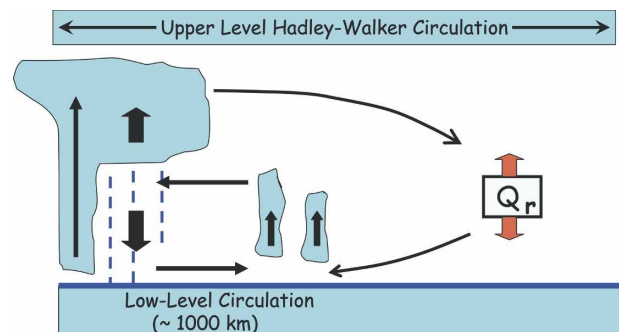 Upper Level Hadley-Walker Circulation
Qr
Low-Level Circulation
(~ 1000 km)